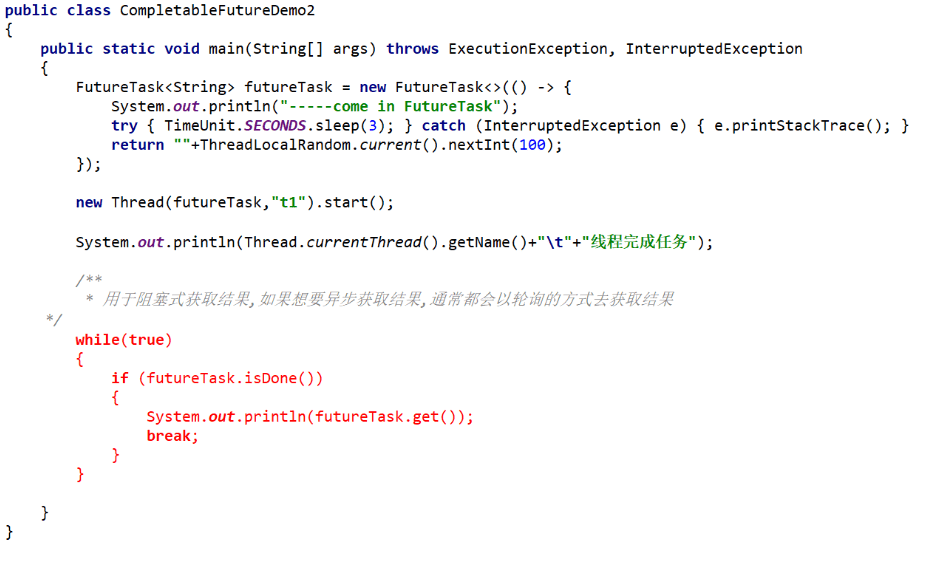 public class CompletableFutureDemo2
{
    public static void main(String[] args) throws ExecutionException, InterruptedException
    {
        FutureTask<String> futureTask = new FutureTask<>(() -> {
            System.out.println("-----come in FutureTask");
            try { TimeUnit.SECONDS.sleep(3); } catch (InterruptedException e) { e.printStackTrace(); }
            return ""+ThreadLocalRandom.current().nextInt(100);
        });
        new Thread(futureTask,"t1").start();
        System.out.println(Thread.currentThread().getName()+"\t"+"线程完成任务");
        /**
         * 用于阻塞式获取结果,如果想要异步获取结果,通常都会以轮询的方式去获取结果
     */
        while(true)
        {
            if (futureTask.isDone())
            {
                System.out.println(futureTask.get());
                break;
            }
        }
    }
}